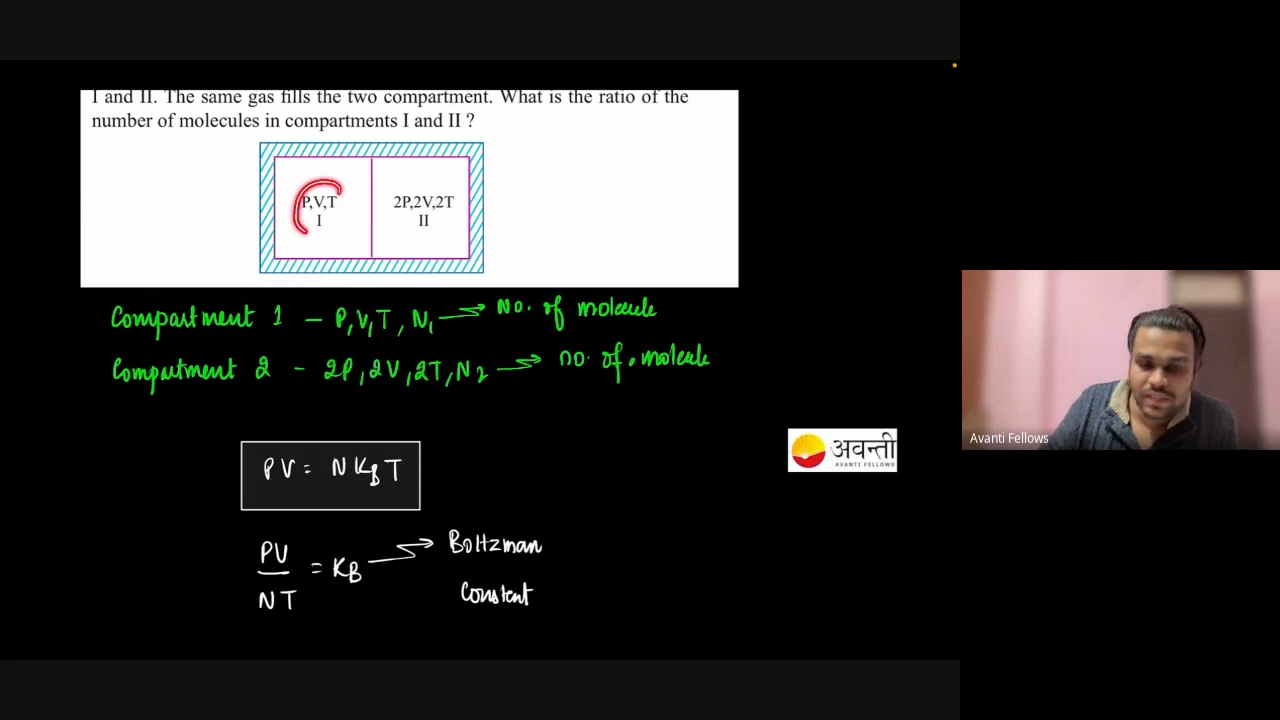 I and II. The same gas fills the two compartment. What is the ratio of the
number of molecules in compartments I and II ?
P,V,T
I
2P,2V,2T
II
Compartment 1 – P,V,T, N₁ → No. of molecule
Compartment 2 – 2P, 2V, 2T, N₂ → no. of molecule
PV = NK_BT
PV/NT = K_B → Boltzman
Constant
अवन्ती
AVANTI FELLOWS
Avanti Fellows